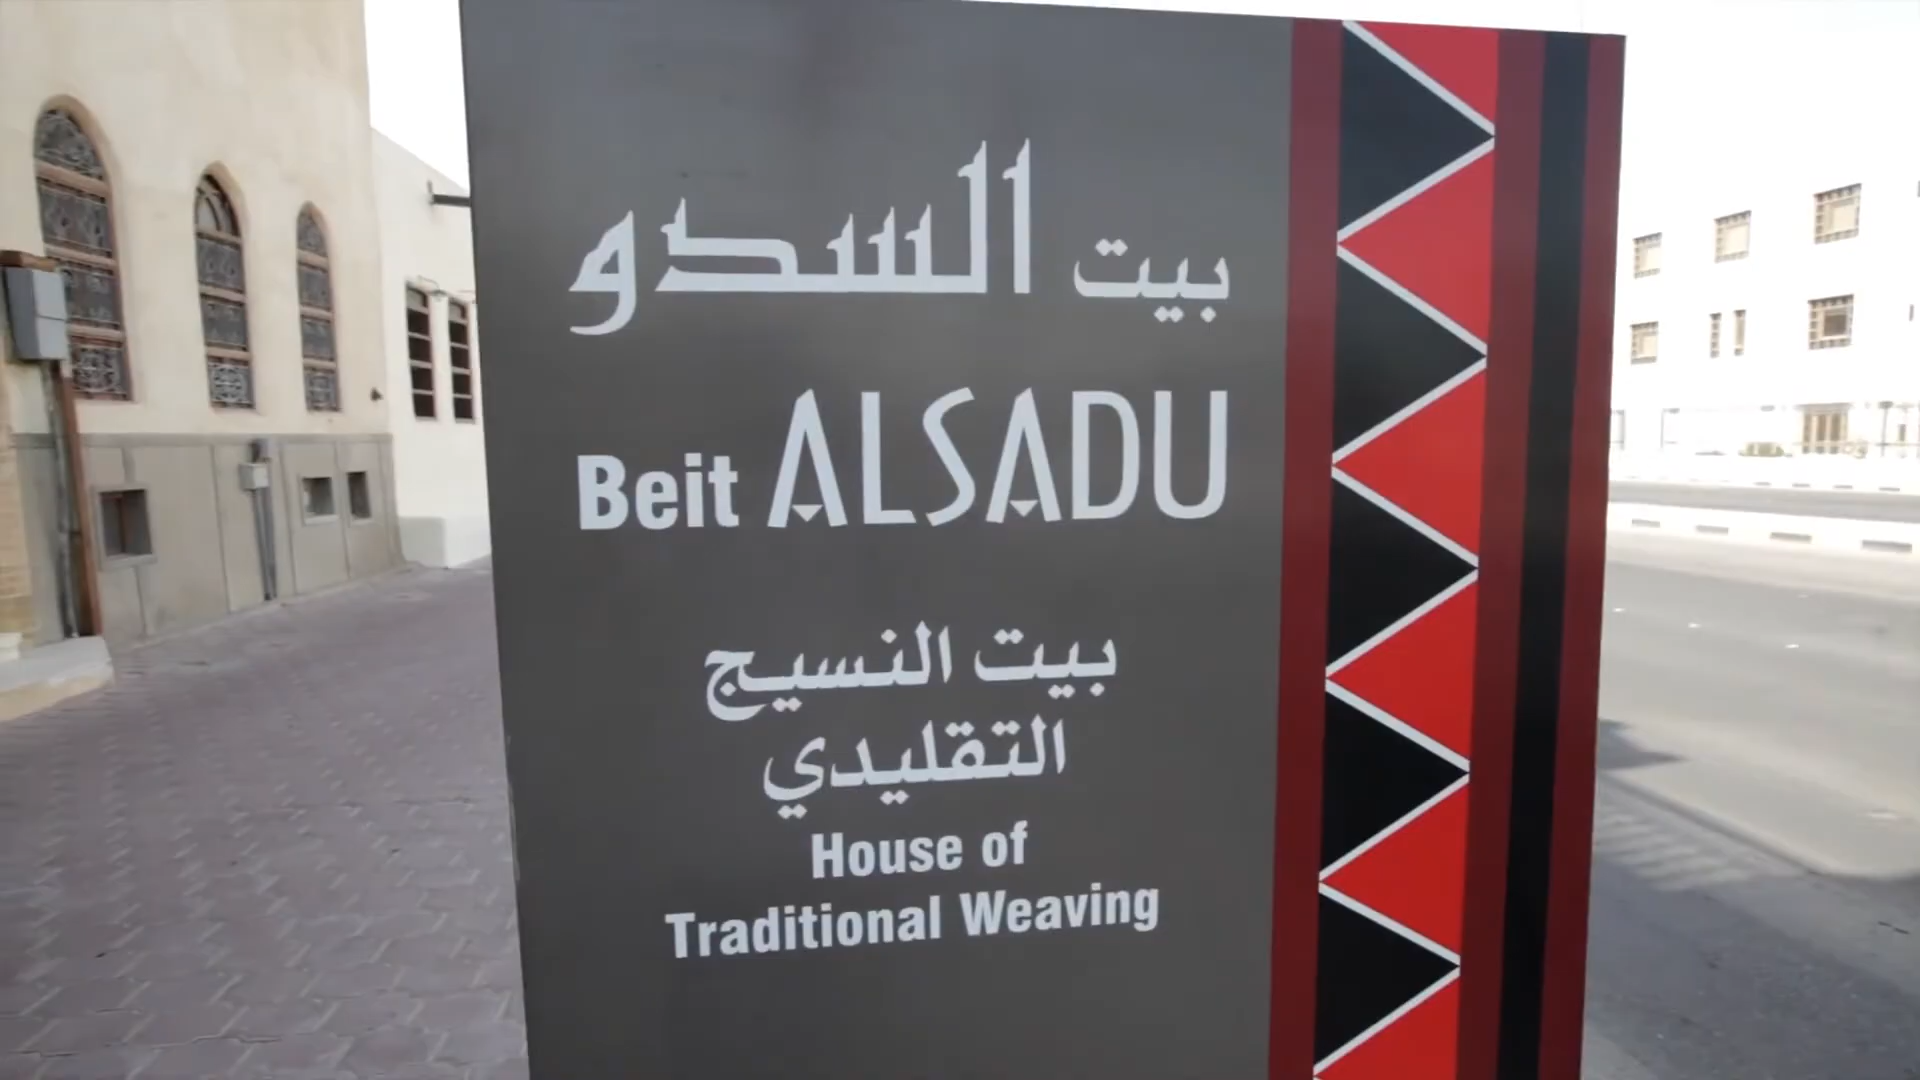 بيت السدو
Beit ALSADU
بيت النسيج
التقليدي
House of
Traditional Weaving